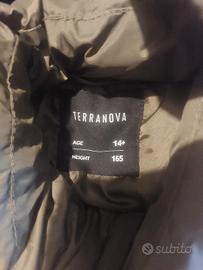 TERRANOVA
AGE 14+
HEIGHT 165
subito